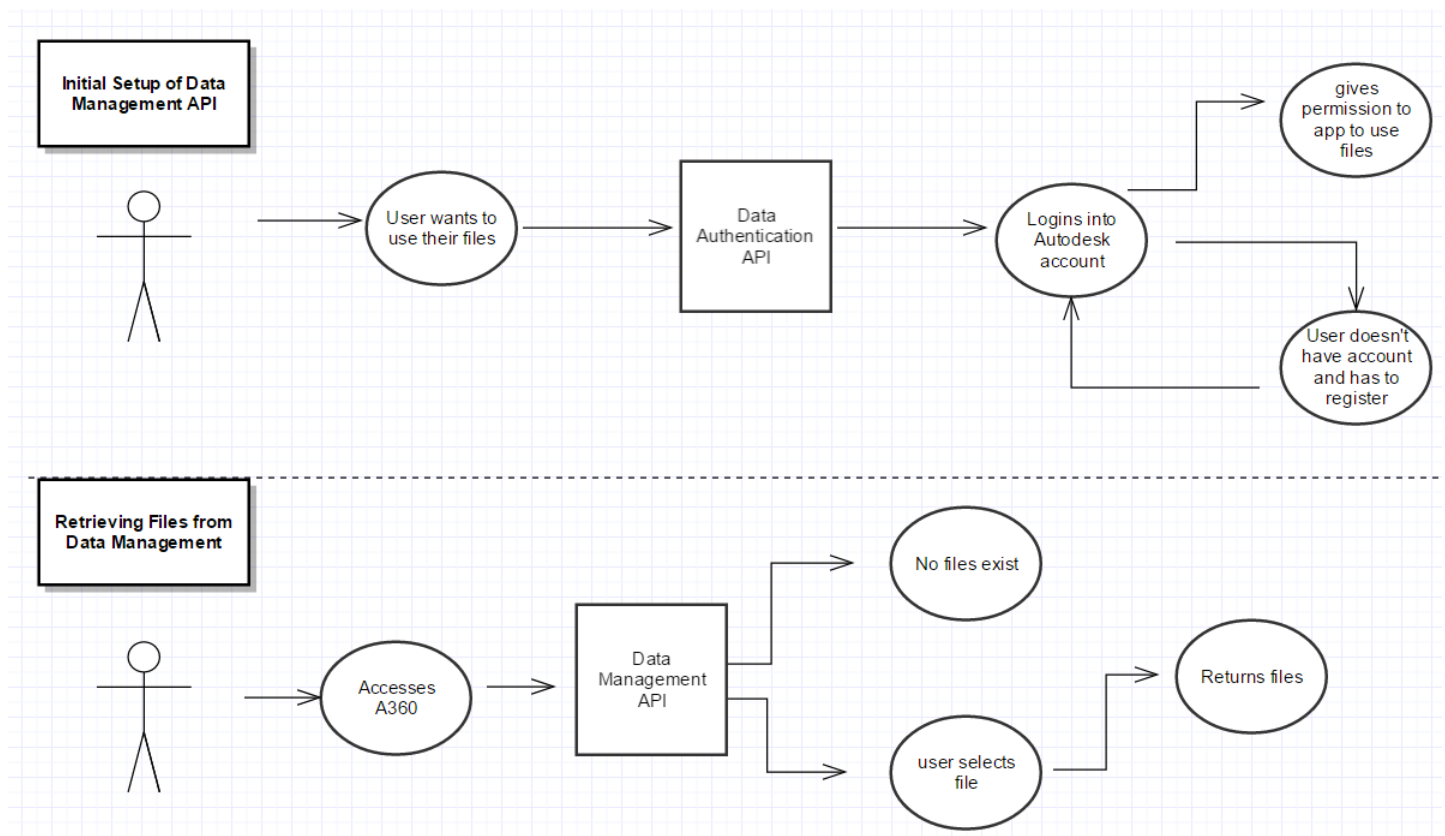 Initial Setup of Data
Management API
gives
permission to
app to use
files
User wants to
use their files
Data
Authentication
API
Logins into
Autodesk
account
User doesn't
have account
and has to
register
Retrieving Files from
Data Management
No files exist
Accesses
A360
Data
Management
API
Returns files
user selects
file